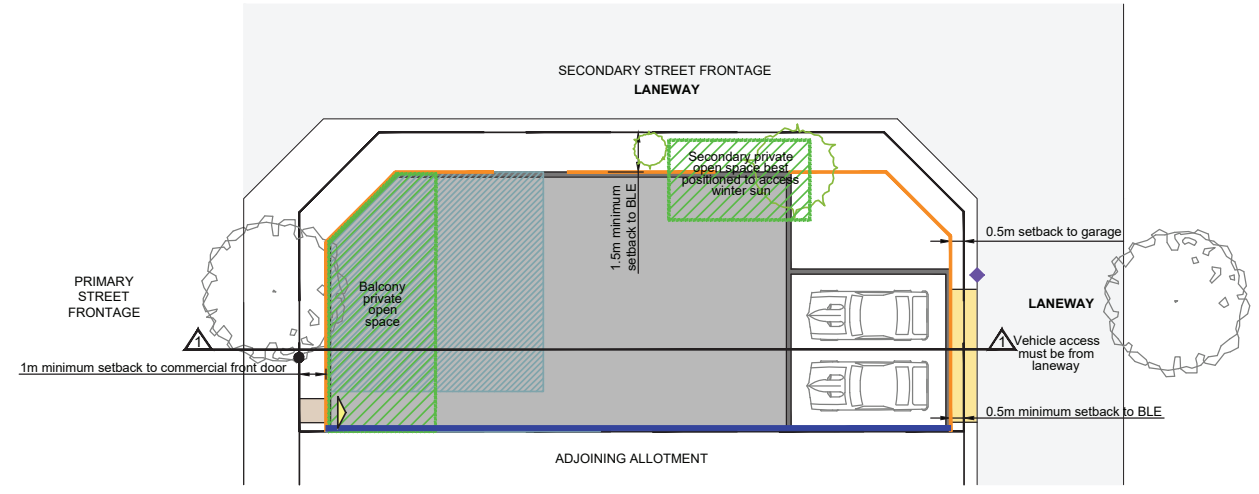 SECONDARY STREET FRONTAGE
LANEWAY
Secondary private
open space best
positioned to access
winter sun
1.5m minimum
setback to BLE
0.5m setback to garage
PRIMARY
STREET
FRONTAGE
Balcony
private
open
space
LANEWAY
1
1
Vehicle access
must be from
laneway
1m minimum setback to commercial front door
0.5m minimum setback to BLE
ADJOINING ALLOTMENT